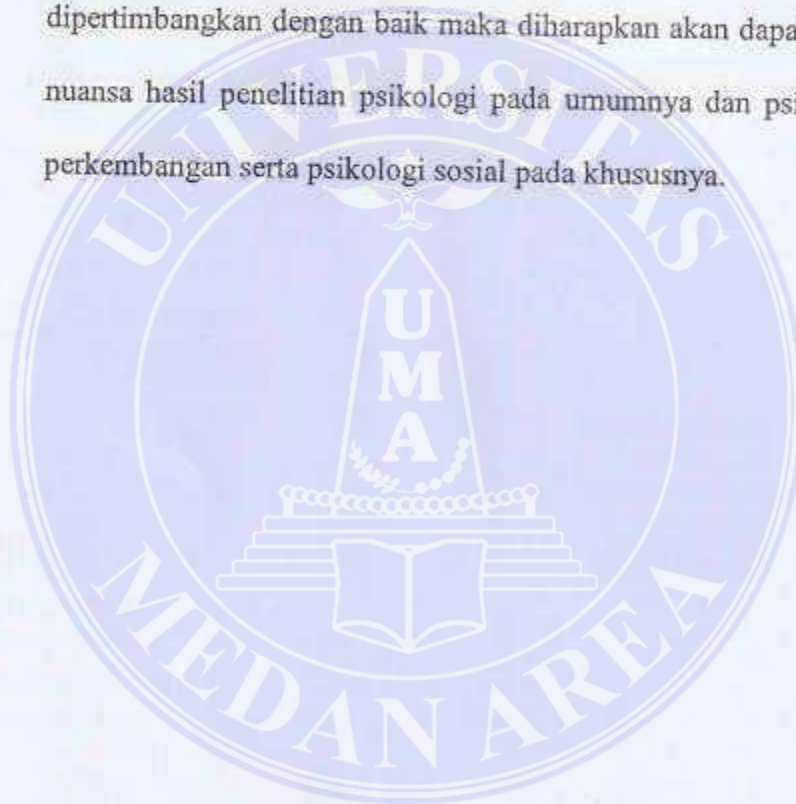 dipertimbangkan dengan baik maka diharapkan akan dapa
nuansa hasil penelitian psikologi pada umumnya dan psi
perkembangan serta psikologi sosial pada khususnya.
UNIVERSITAS
UMA
MEDAN AREA